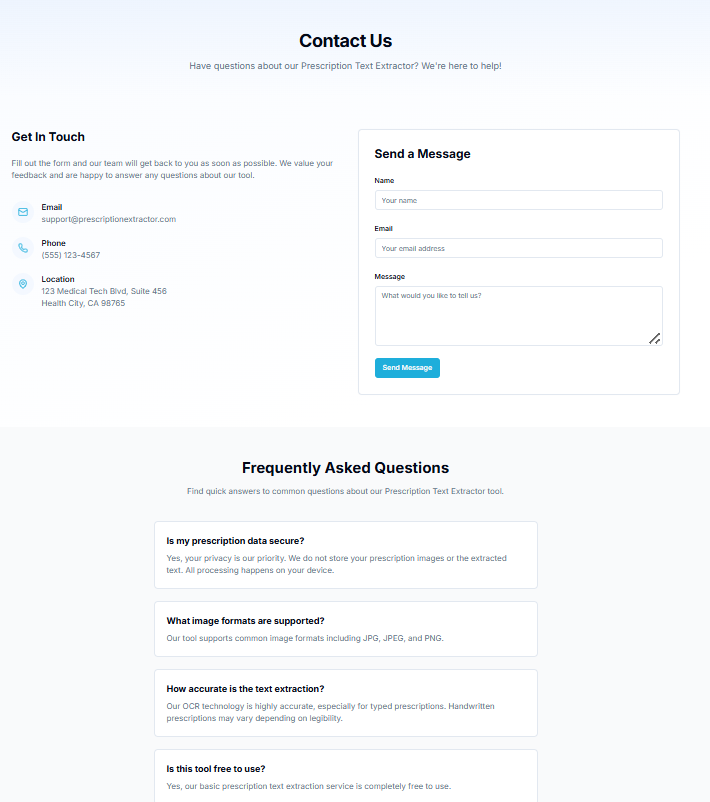 Contact Us
Have questions about our Prescription Text Extractor? We're here to help!
Get In Touch
Fill out the form and our team will get back to you as soon as possible. We value your
feedback and are happy to answer any questions about our tool.
Email
support@prescriptionextractor.com
Phone
(555) 123-4567
Location
123 Medical Tech Blvd, Suite 456
Health City, CA 98765
Send a Message
Name
Your name
Email
Your email address
Message
What would you like to tell us?
Send Message
Frequently Asked Questions
Find quick answers to common questions about our Prescription Text Extractor tool.
Is my prescription data secure?
Yes, your privacy is our priority. We do not store your prescription images or the extracted
text. All processing happens on your device.
What image formats are supported?
Our tool supports common image formats including JPG, JPEG, and PNG.
How accurate is the text extraction?
Our OCR technology is highly accurate, especially for typed prescriptions. Handwritten
prescriptions may vary depending on legibility.
Is this tool free to use?
Yes, our basic prescription text extraction service is completely free to use.